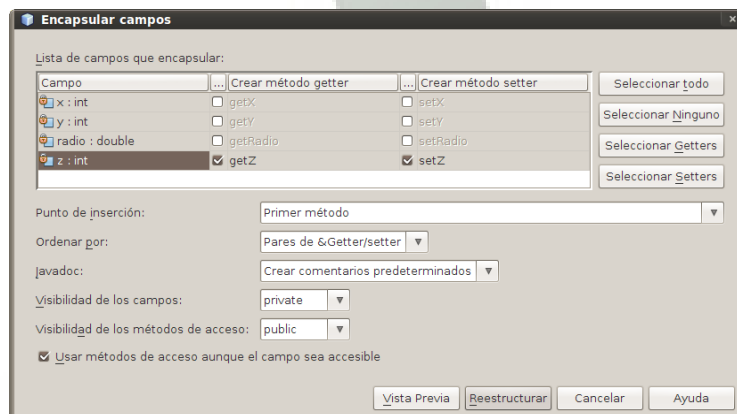 Encapsular campos
Lista de campos que encapsular:
Campo ... Crear método getter ... Crear método setter
x : int getX setX
y : int getY setY
radio : double getRadio setRadio
z : int getZ setZ
Seleccionar todo
Seleccionar Ninguno
Seleccionar Getters
Seleccionar Setters
Punto de inserción: Primer método
Ordenar por: Pares de &Getter/setter
Javadoc: Crear comentarios predeterminados
Visibilidad de los campos: private
Visibilidad de los métodos de acceso: public
Usar métodos de acceso aunque el campo sea accesible
Vista Previa Reestructurar Cancelar Ayuda